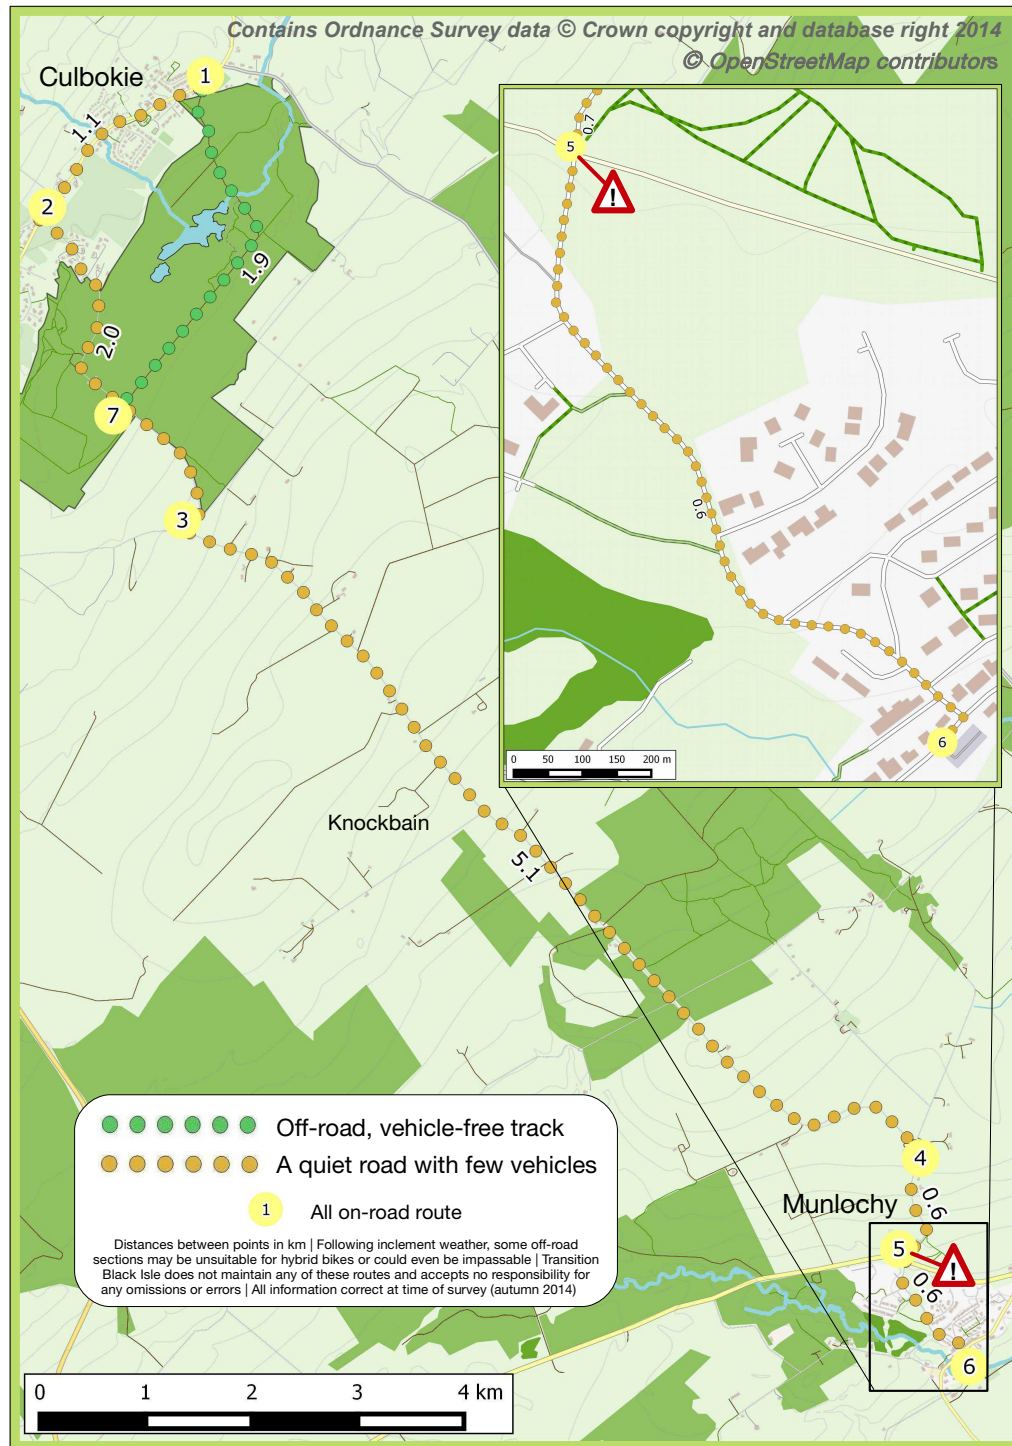 Contains Ordnance Survey data © Crown copyright and database right 2014
© OpenStreetMap contributors
Culbokie
1
1.1
2
1.9
2.0
7
3
0.7
5
!
0.6
6
0 50 100 150 200 m
Knockbain
5.1
4
Munlochy
0.6
5
!
0.6
6
Off-road, vehicle-free track
A quiet road with few vehicles
1 All on-road route
Distances between points in km | Following inclement weather, some off-road
sections may be unsuitable for hybrid bikes or could even be impassable | Transition
Black Isle does not maintain any of these routes and accepts no responsibility for
any omissions or errors | All information correct at time of survey (autumn 2014)
0 1 2 3 4 km